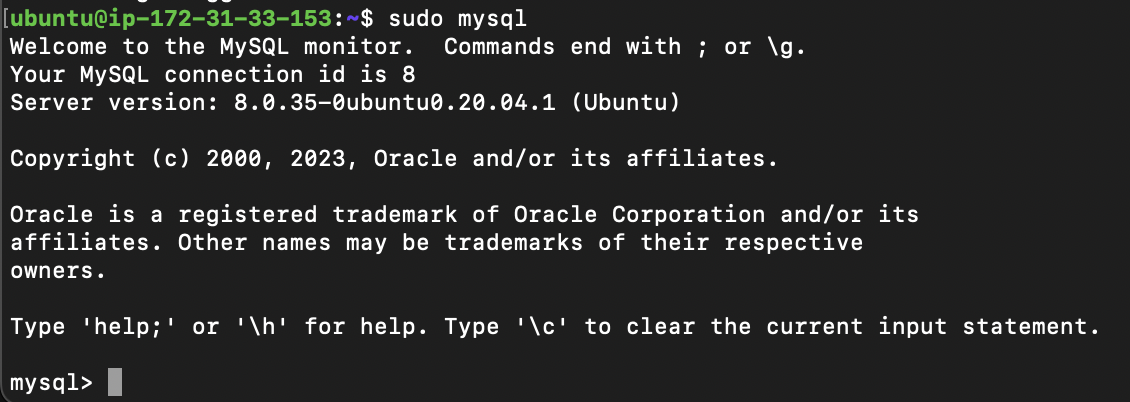 [ubuntu@ip-172-31-33-153:~$ sudo mysql
Welcome to the MySQL monitor.  Commands end with ; or \g.
Your MySQL connection id is 8
Server version: 8.0.35-0ubuntu0.20.04.1 (Ubuntu)
Copyright (c) 2000, 2023, Oracle and/or its affiliates.
Oracle is a registered trademark of Oracle Corporation and/or its
affiliates. Other names may be trademarks of their respective
owners.
Type 'help;' or '\h' for help. Type '\c' to clear the current input statement.
mysql>